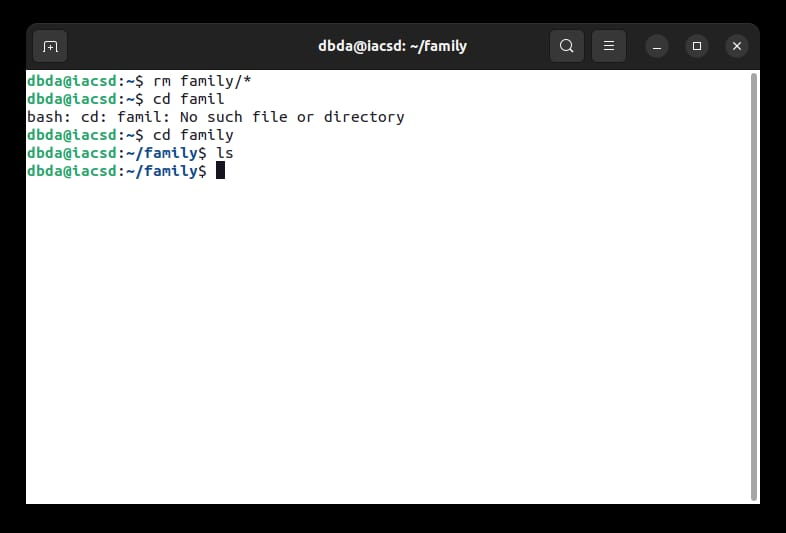 dbda@iacsd: ~/family
dbda@iacsd:~$ rm family/*
dbda@iacsd:~$ cd famil
bash: cd: famil: No such file or directory
dbda@iacsd:~$ cd family
dbda@iacsd:~/family$ ls
dbda@iacsd:~/family$